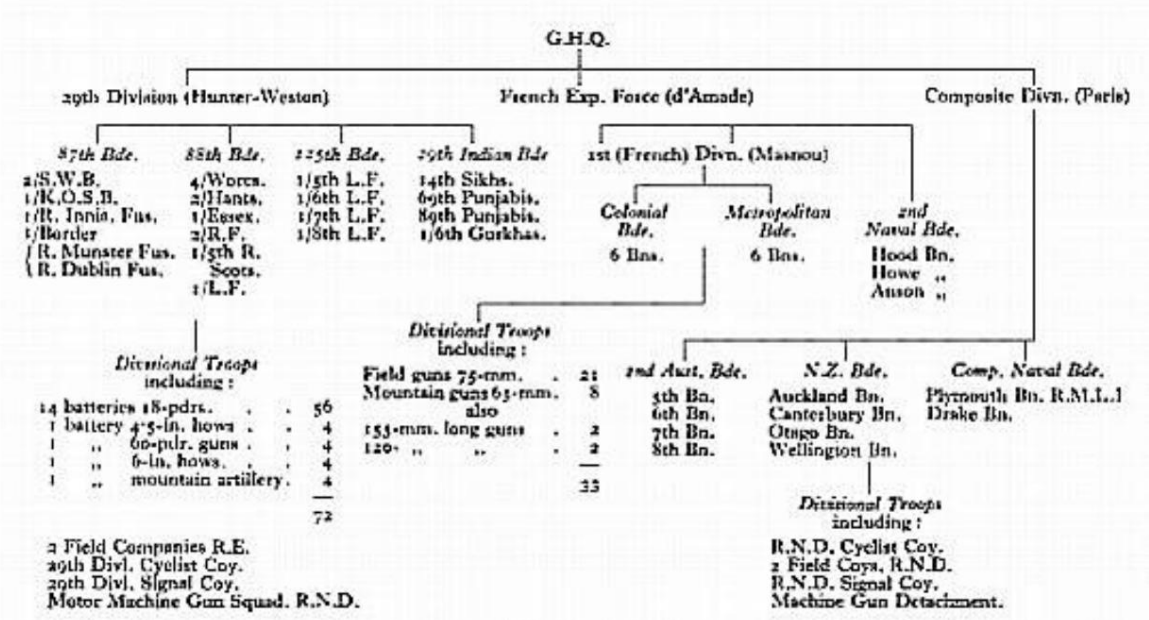 G.H.Q.
29th Division (Hunter-Weston)
French Exp. Force (d'Amade)
Composite Divn. (Paris)
87th Bde.
2/S.W.B.
1/K.O.S.B.
1/R. Innis. Fus.
1/Border
R. Munster Fus.
R. Dublin Fus.
88th Bde.
4/Worcs.
2/Hants.
1/Essex.
2/R.F.
1/5th R.
Scots.
1/L.F.
125th Bde.
1/5th L.F.
1/6th L.F.
1/7th L.F.
1/8th L.F.
29th Indian Bde
14th Sikhs.
69th Punjabis.
89th Punjabis.
1/6th Gurkhas.
Divisional Troops
including :
14 batteries 18-pdrs. . . 56
1 battery 4·5-in. hows . . 4
1 „ 60-pdr. guns . . 4
1 „ 6-in. hows. . . 4
1 „ mountain artillery. 4
72
2 Field Companies R.E.
29th Divl. Cyclist Coy.
29th Divl. Signal Coy.
Motor Machine Gun Squad. R.N.D.
1st (French) Divn. (Masnou)
Colonial
Bde.
6 Bns.
Metropolitan
Bde.
6 Bns.
2nd
Naval Bde.
Hood Bn.
Howe „
Anson „
Divisional Troops
including :
Field guns 75-mm. . 21
Mountain guns 65-mm. 8
also
155-mm. long guns . 2
120- „ „ . 2
33
2nd Aust. Bde.
5th Bn.
6th Bn.
7th Bn.
8th Bn.
N.Z. Bde.
Auckland Bn.
Canterbury Bn.
Otago Bn.
Wellington Bn.
Comp. Naval Bde.
Plymouth Bn. R.M.L.I
Drake Bn.
Divisional Troops
including :
R.N.D. Cyclist Coy.
2 Field Coys. R.N.D.
R.N.D. Signal Coy.
Machine Gun Detachment.